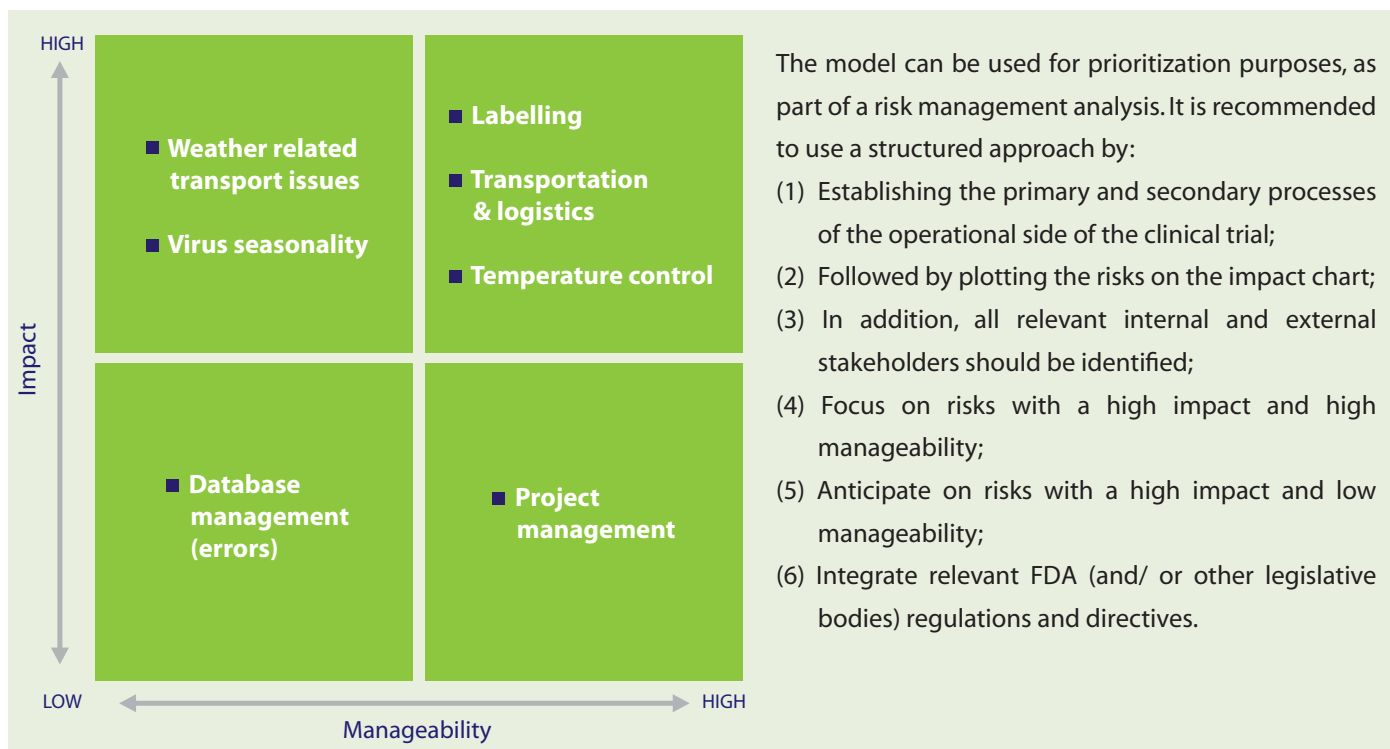 HIGH
Weather related
transport issues
Virus seasonality
Labelling
Transportation
& logistics
Temperature control
Impact
Database
management
(errors)
Project
management
LOW
HIGH
Manageability
The model can be used for prioritization purposes, as
part of a risk management analysis. It is recommended
to use a structured approach by:
(1) Establishing the primary and secondary processes
of the operational side of the clinical trial;
(2) Followed by plotting the risks on the impact chart;
(3) In addition, all relevant internal and external
stakeholders should be identified;
(4) Focus on risks with a high impact and high
manageability;
(5) Anticipate on risks with a high impact and low
manageability;
(6) Integrate relevant FDA (and/ or other legislative
bodies) regulations and directives.